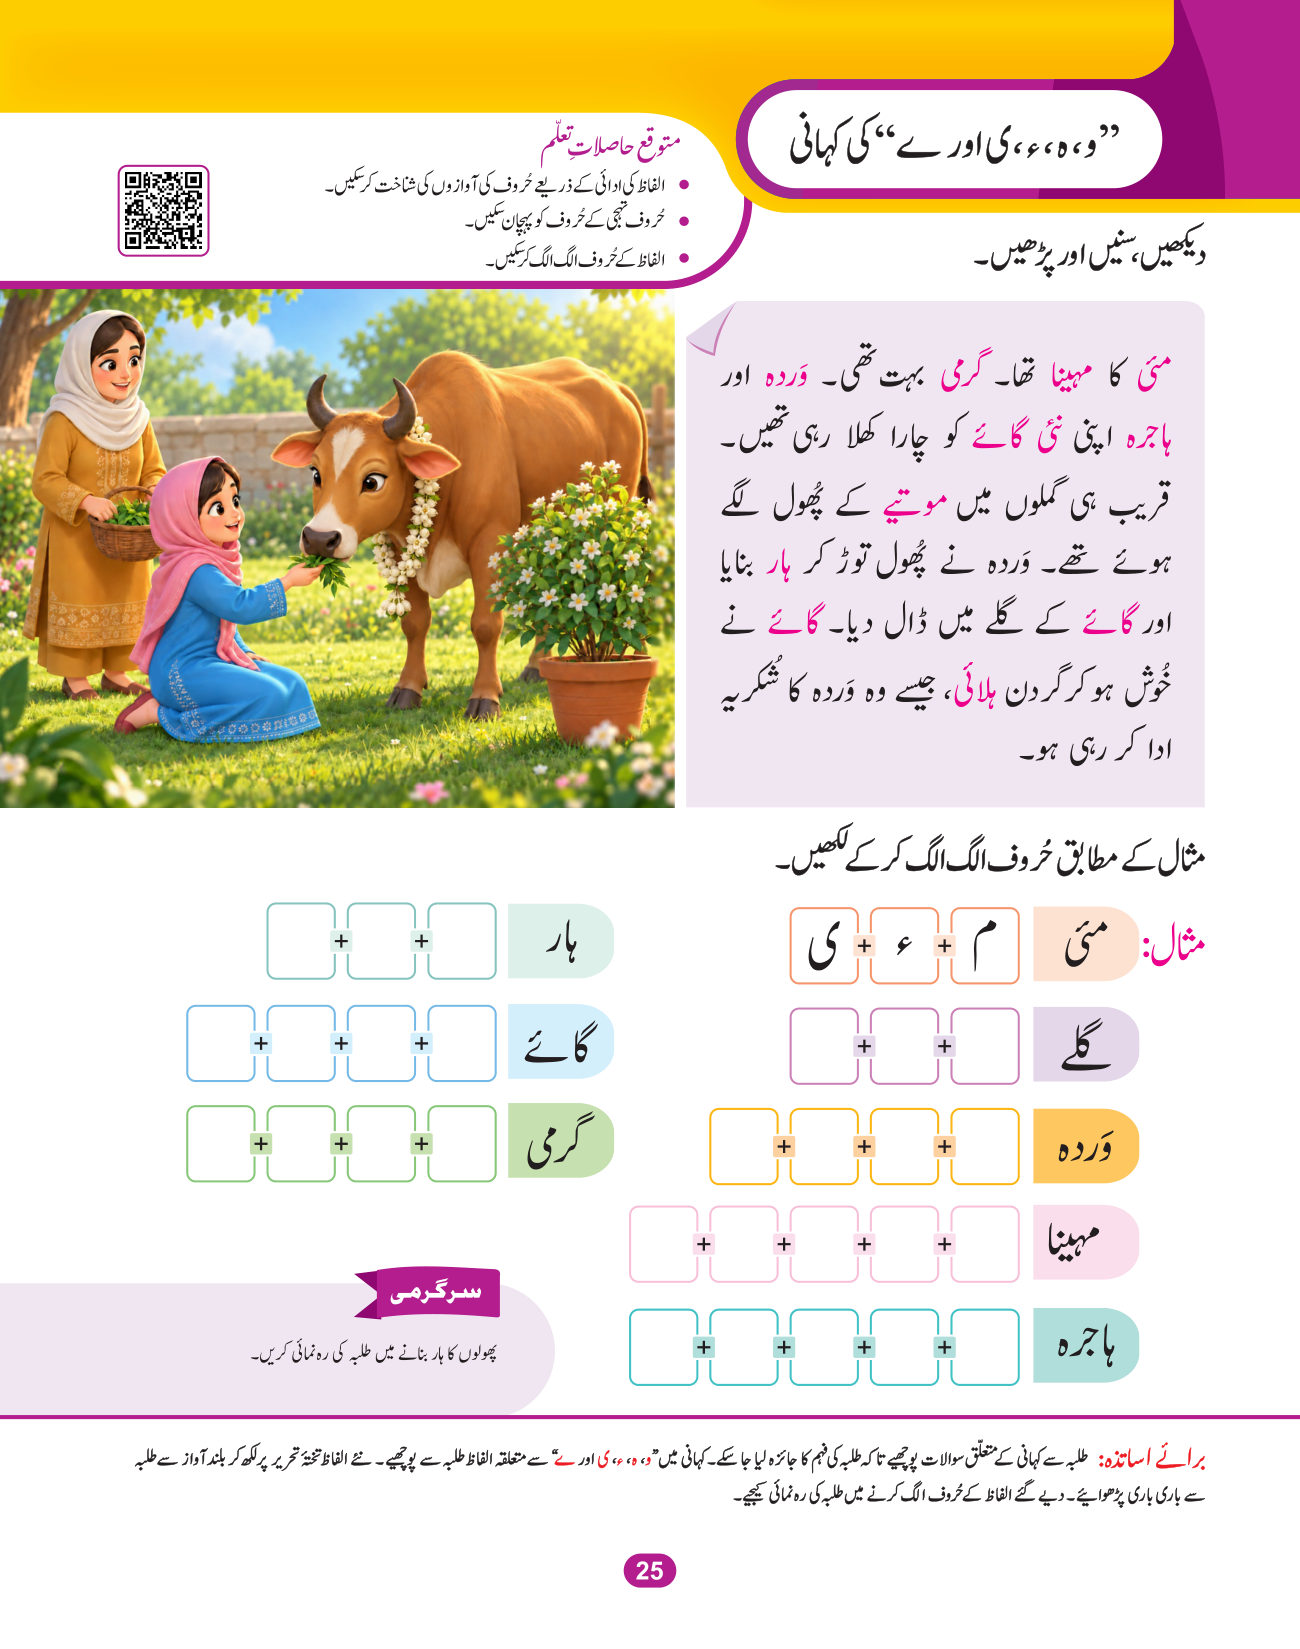 ”و، ہ، ء، ی اور ے“ کی کہانی
متوقع حاصلاتِ تعلّم
• الفاظ کی ادائی کے ذریعے حُروف کی آوازوں کی شناخت کر سکیں۔
• حُروف تہجی کے حُروف کو پہچان سکیں۔
• الفاظ کے حُروف الگ الگ کر سکیں۔
دیکھیں، سنیں اور پڑھیں۔
مئی کا مہینا تھا۔ گرمی بہت تھی۔ وَردہ اور
ہاجرہ اپنی نئی گائے کو چارا کھلا رہی تھیں۔
قریب ہی گملوں میں موتیے کے پُھول لگے
ہوئے تھے۔ وَردہ نے پُھول توڑ کر ہار بنایا
اور گائے کے گلے میں ڈال دیا۔ گائے نے
خُوش ہو کر گردن ہلائی، جیسے وہ وَردہ کا شُکریہ
ادا کر رہی ہو۔
مثال کے مطابق حُروف الگ الگ کر کے لکھیں۔
مثال: مئی م + ء + ی
گلے + +
وَردہ + + +
مہینا + + + +
ہاجرہ + + + +
ہار + +
گائے + + +
گرمی + + +
سرگرمی
پھولوں کا ہار بنانے میں طلبہ کی رہ نمائی کریں۔
برائے اساتذہ: طلبہ سے کہانی کے متعلّق سوالات پوچھیے تاکہ طلبہ کی فہم کا جائزہ لیا جا سکے۔ کہانی میں ”و، ہ، ء، ی اور ے“ سے متعلقہ الفاظ طلبہ سے پوچھیے۔ نئے الفاظ تختۂ تحریر پر لکھ کر بلند آواز سے طلبہ
سے باری باری پڑھوائیے۔ دیے گئے الفاظ کے حُروف الگ کرنے میں طلبہ کی رہ نمائی کیجیے۔
25